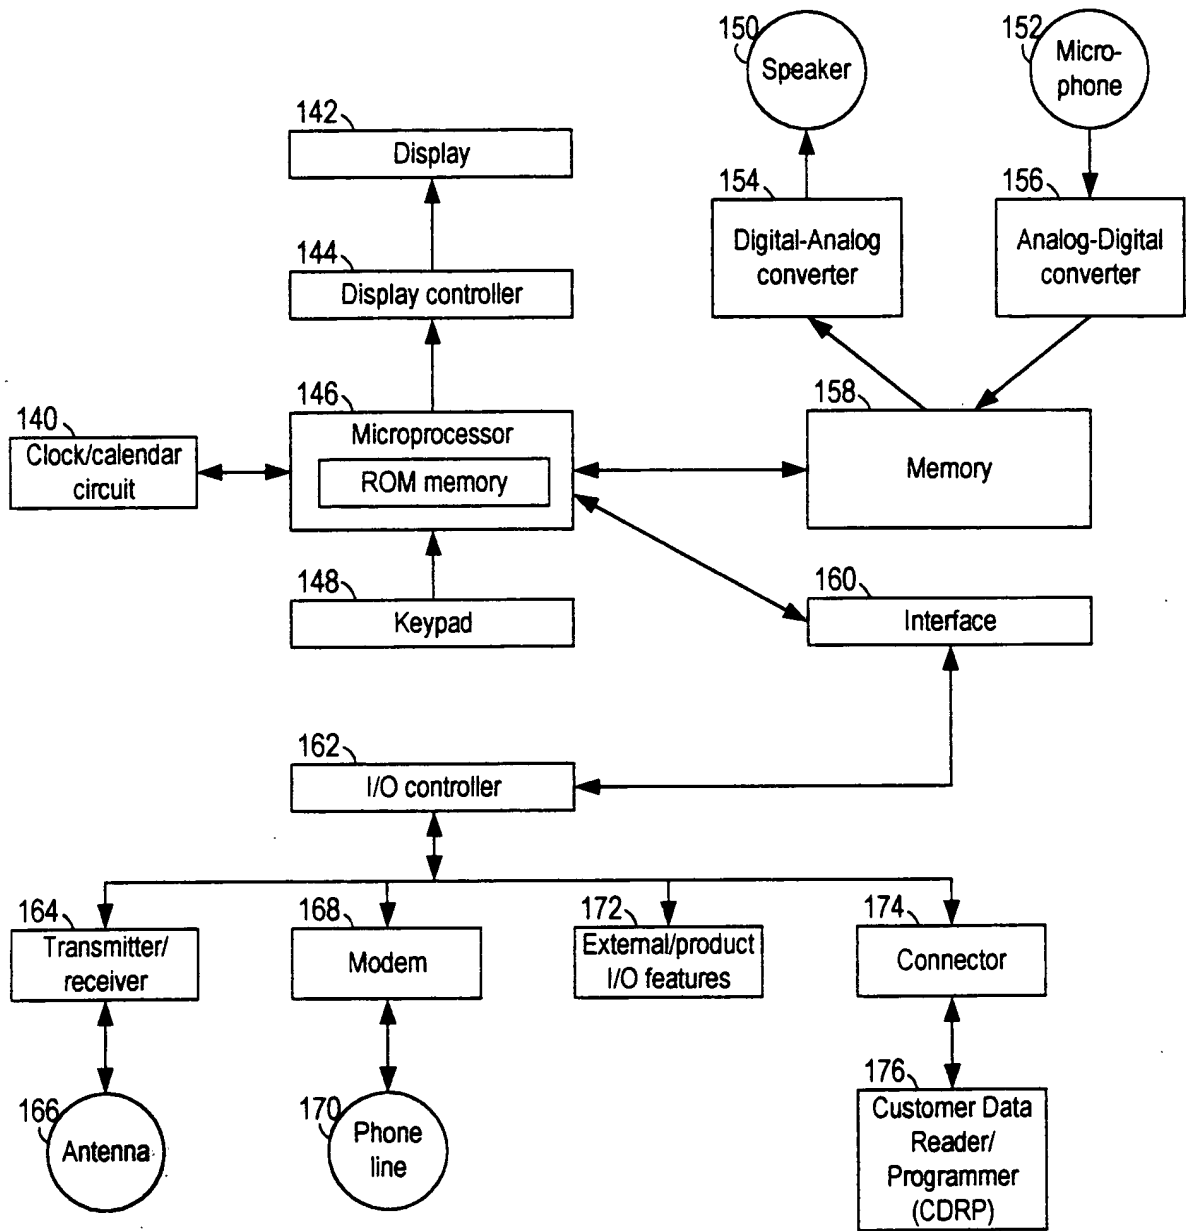 150
Speaker
152
Micro-
phone
142
Display
154
Digital-Analog
converter
156
Analog-Digital
converter
144
Display controller
146
Microprocessor
ROM memory
158
Memory
140
Clock/calendar
circuit
148
Keypad
160
Interface
162
I/O controller
164
Transmitter/
receiver
168
Modem
172
External/product
I/O features
174
Connector
166
Antenna
170
Phone
line
176
Customer Data
Reader/
Programmer
(CDRP)